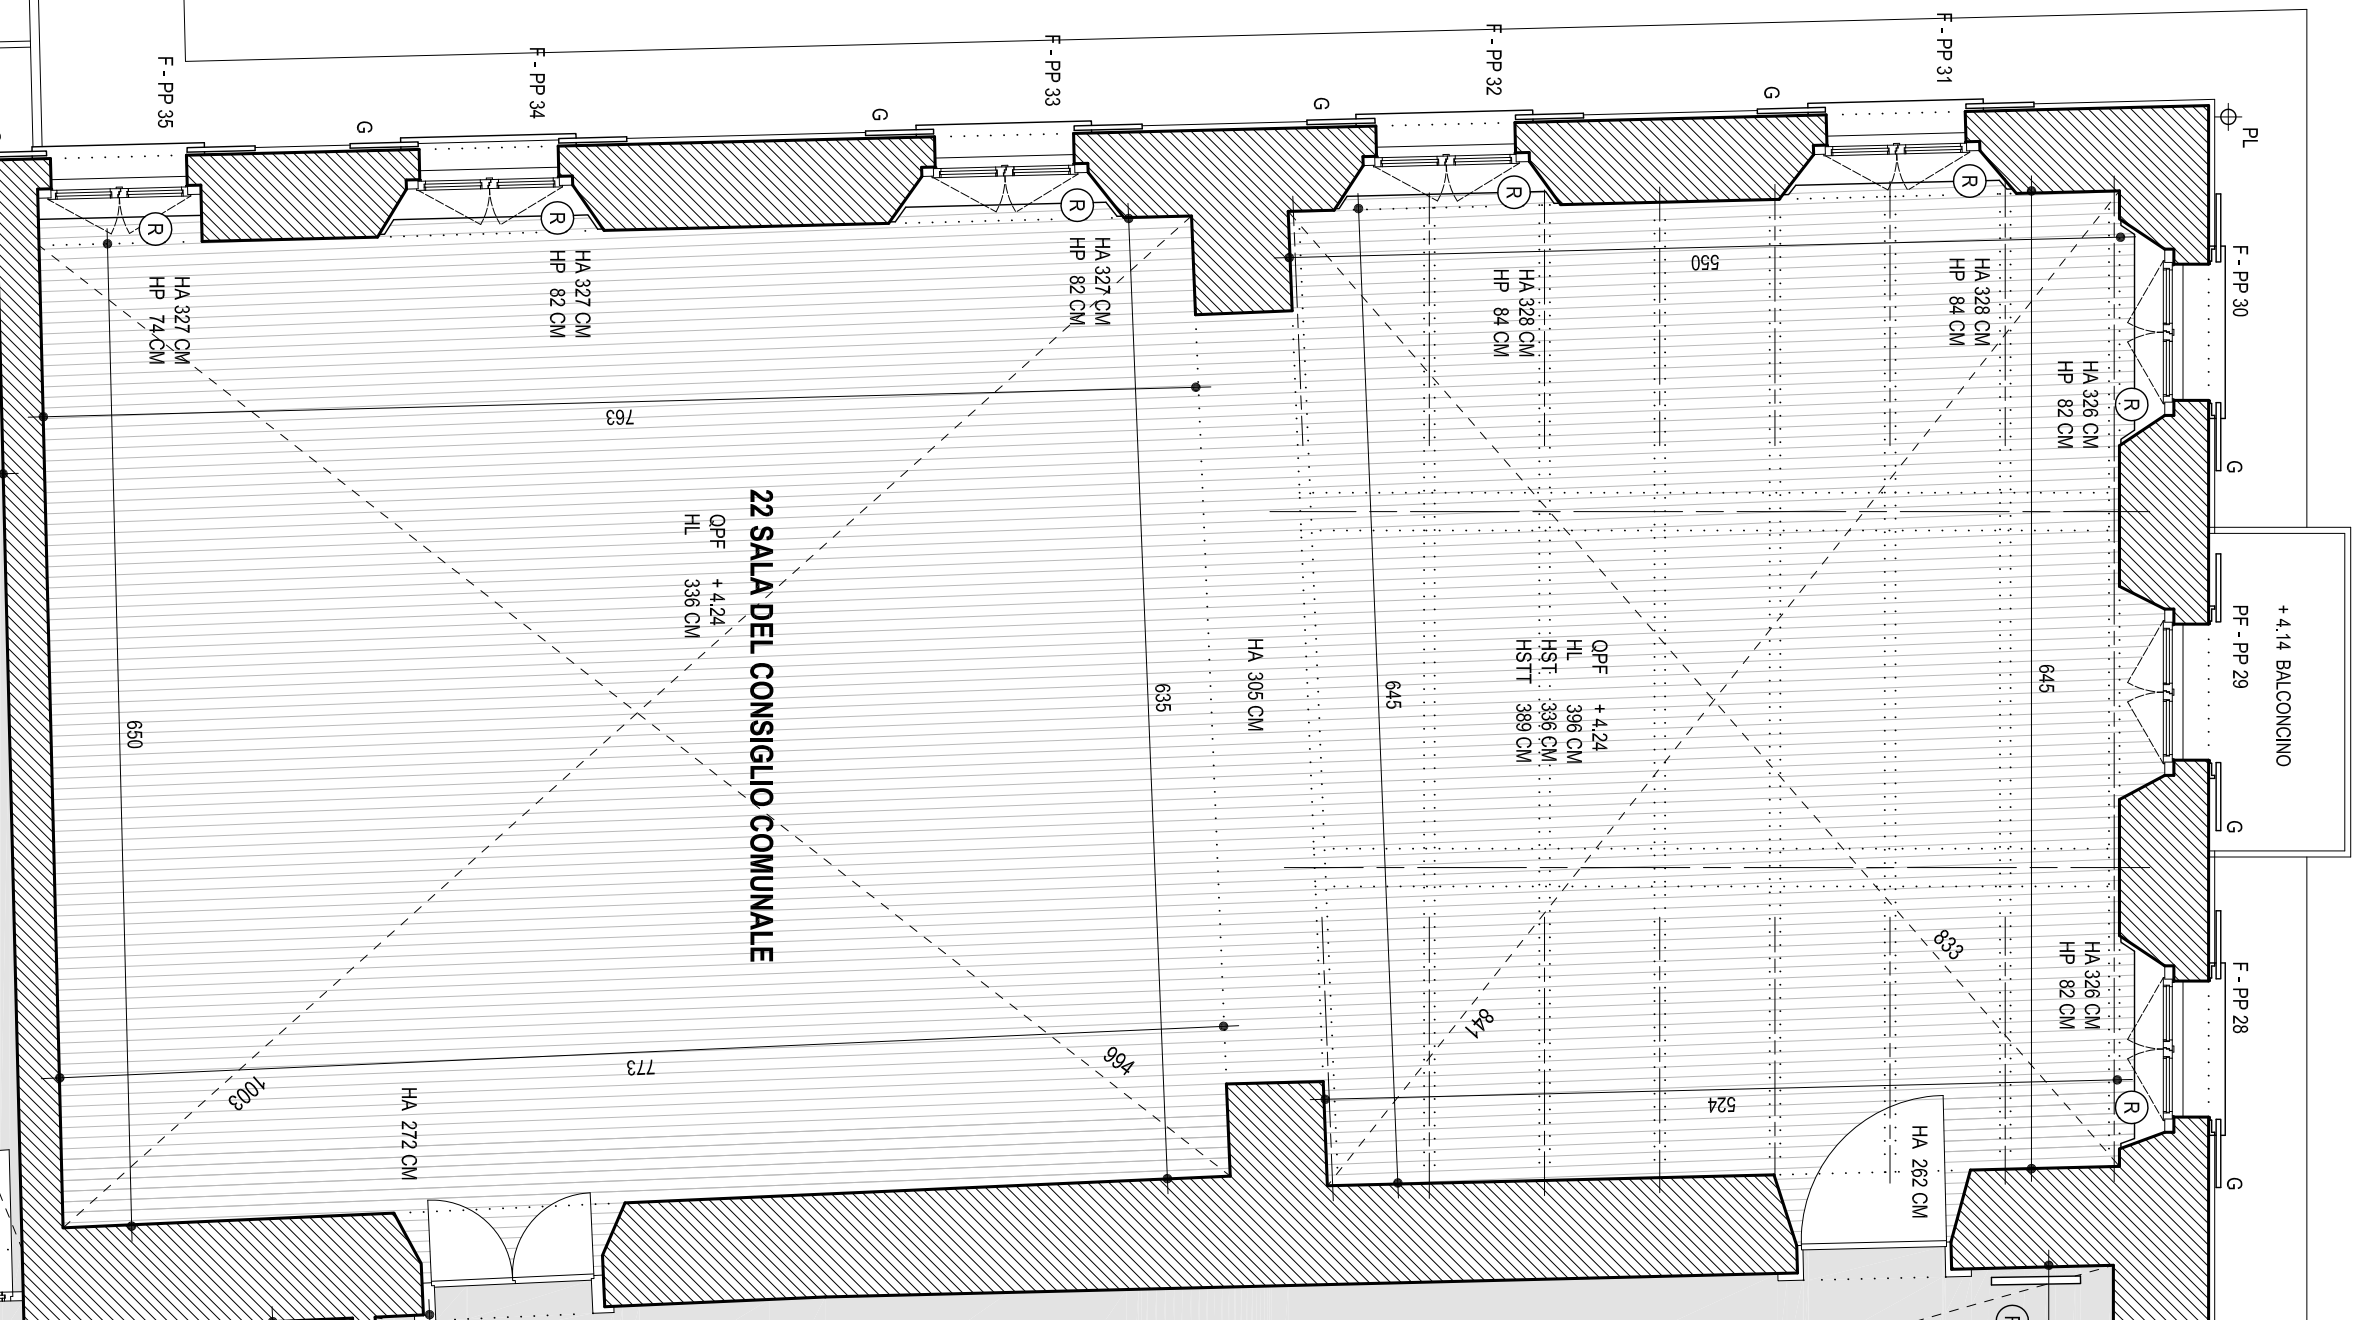 F - PP 35
F - PP 34
F - PP 33
F - PP 32
F - PP 31
G
G
G
G
PL
R
R
R
R
R
HA 327 CM
HP 74 CM
HA 327 CM
HP 82 CM
HA 327 CM
HP 82 CM
HA 328 CM
HP 84 CM
HA 328 CM
HP 84 CM
550
F - PP 30
HA 326 CM
HP 82 CM
R
G
763
22 SALA DEL CONSIGLIO COMUNALE
QPF + 4.24
HL 336 CM
HA 305 CM
QPF + 4.24
HL 396 CM
HST 336 CM
HSTT 389 CM
650
635
645
645
PF - PP 29
+ 4.14 BALCONCINO
G
833
841
HA 326 CM
HP 82 CM
F - PP 28
R
G
773
994
1003
524
HA 272 CM
HA 262 CM